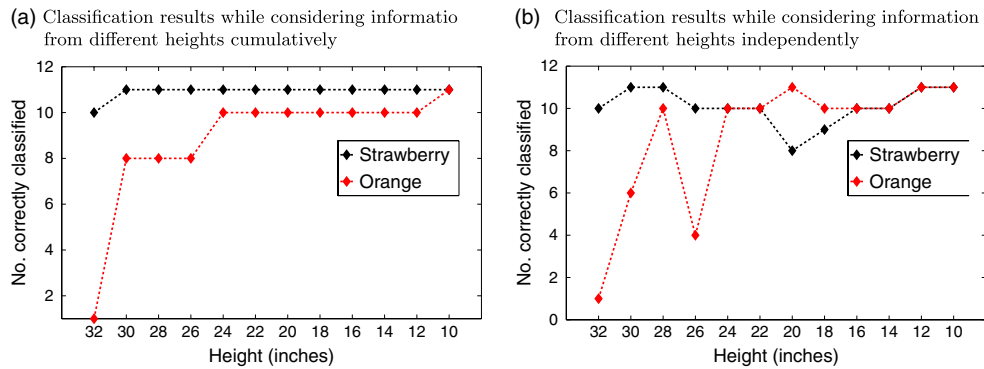 (a) Classification results while considering informatio
from different heights cumulatively
12
10
8
6
4
2
No. correctly classified
Strawberry
Orange
32 30 28 26 24 22 20 18 16 14 12 10
Height (inches)
(b) Classification results while considering information
from different heights independently
12
10
8
6
4
2
0
No. correctly classified
Strawberry
Orange
32 30 28 26 24 22 20 18 16 14 12 10
Height (inches)